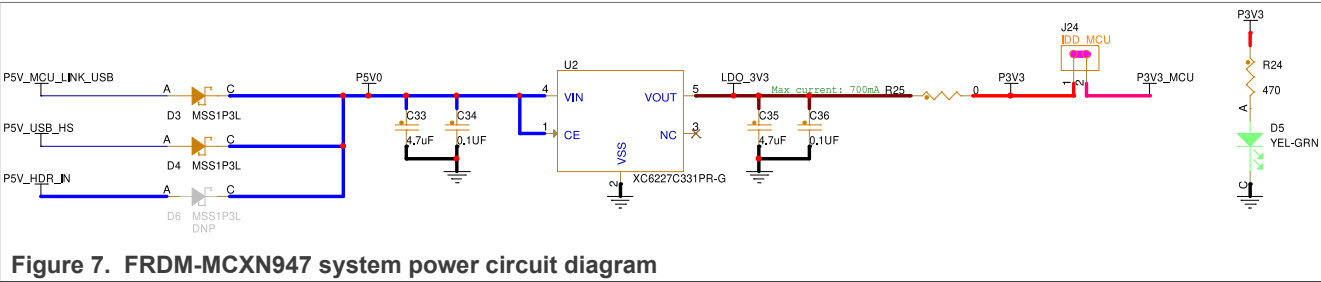 P5V_MCU_LINK_USB
A
C
D3 MSS1P3L
P5V_USB_HS
A
C
D4 MSS1P3L
P5V_HDR_IN
A
C
D6 MSS1P3L
DNP
P5V0
C33
4.7uF
C34
0.1UF
U2
4
VIN
1
CE
VOUT
5
NC
3
VSS
2
XC6227C331PR-G
LDO_3V3
Max current: 700mA
C35
4.7uF
C36
0.1UF
R25
0
P3V3
J24
IDD_MCU
1
2
P3V3_MCU
P3V3
R24
470
A
D5
YEL-GRN
C
Figure 7. FRDM-MCXN947 system power circuit diagram